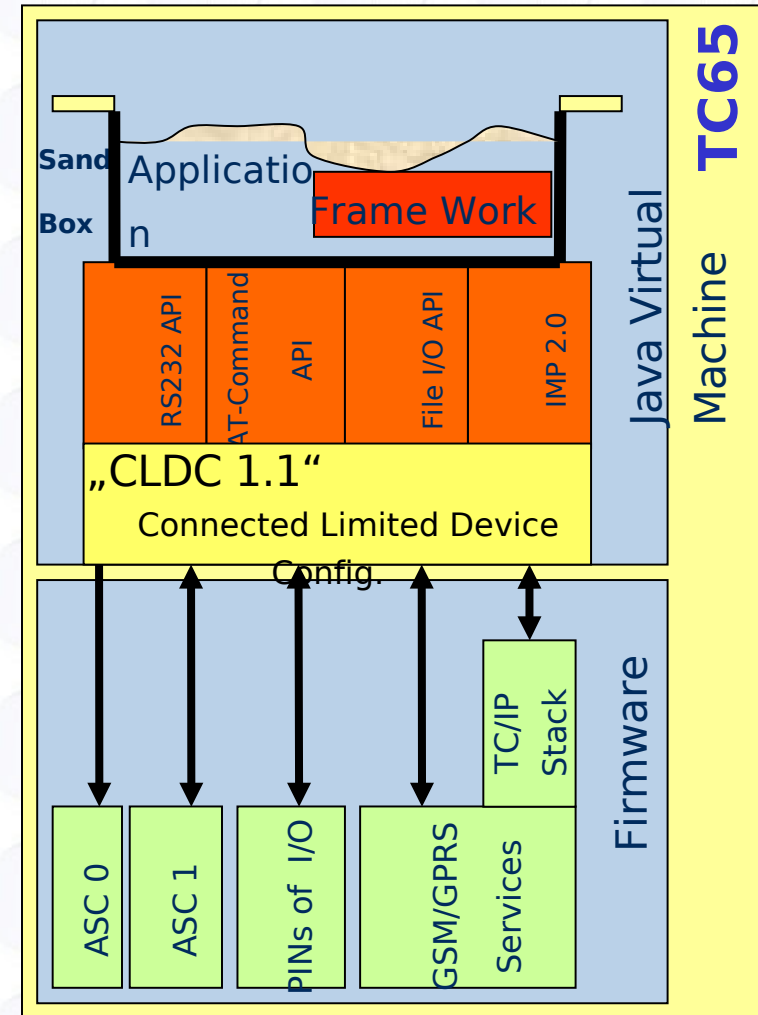 TC65
Java Virtual
Machine
Sand
Box
Applicatio
n
Frame Work
RS232 API
AT-Command
API
File I/O API
IMP 2.0
„CLDC 1.1“
Connected Limited Device
Config.
Firmware
TC/IP
Stack
ASC 0
ASC 1
PINs of I/O
GSM/GPRS
Services